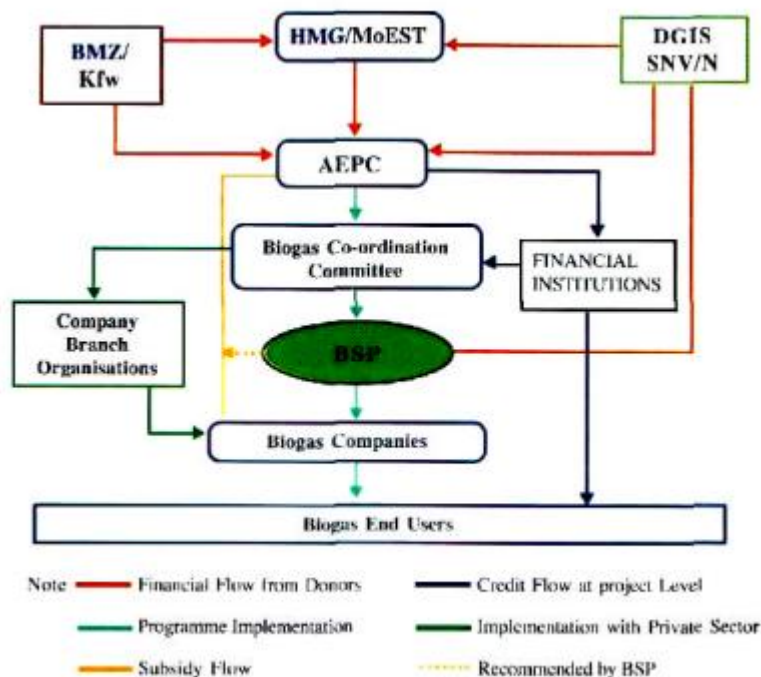 BMZ/
Kfw
HMG/MoEST
DGIS
SNV/N
AEPC
Biogas Co-ordination
Committee
FINANCIAL
INSTITUTIONS
Company
Branch
Organisations
BSP
Biogas Companies
Biogas End Users
Note Financial Flow from Donors
Credit Flow at project Level
Programme Implementation
Implementation with Private Sector
Subsidy Flow
Recommended by BSP